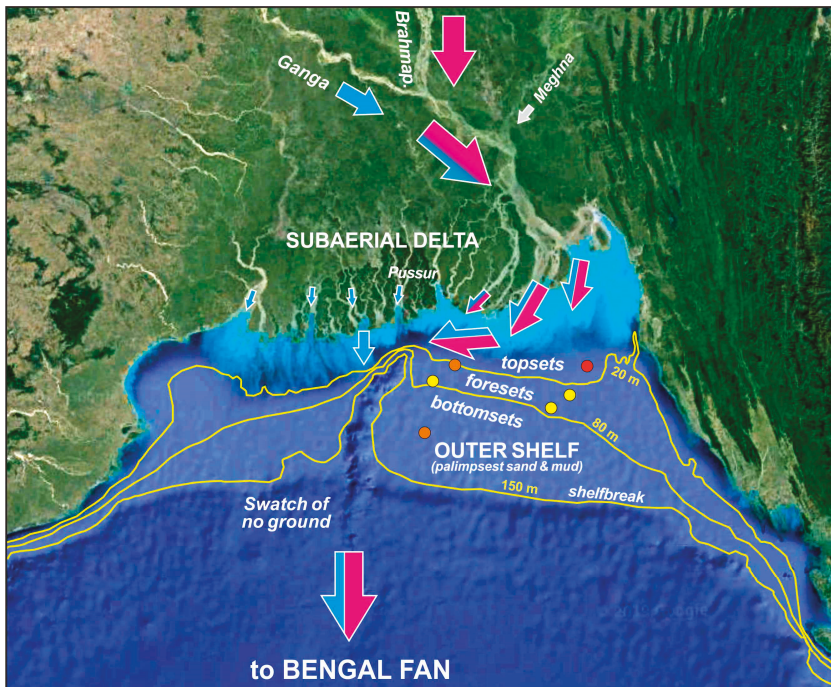 Brahmap.
Ganga
Meghna
SUBAERIAL DELTA
Pussur
topsets
20 m
foresets
bottomsets
80 m
OUTER SHELF
(palimpsest sand & mud)
150 m
shelfbreak
Swatch of
no ground
to BENGAL FAN